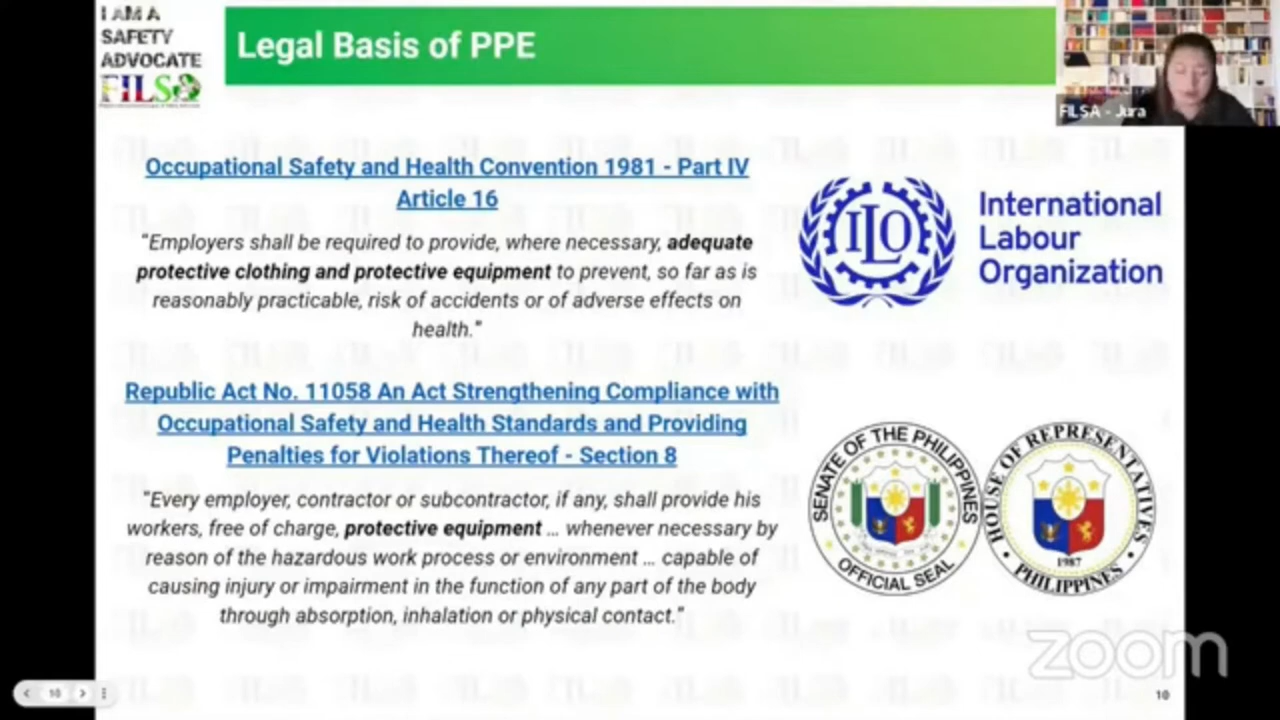 I AM A
SAFETY
ADVOCATE
FILSA
Legal Basis of PPE
FILSA - Jura
Occupational Safety and Health Convention 1981 - Part IV
Article 16
"Employers shall be required to provide, where necessary, adequate
protective clothing and protective equipment to prevent, so far as is
reasonably practicable, risk of accidents or of adverse effects on
health."
ILO
International
Labour
Organization
Republic Act No. 11058 An Act Strengthening Compliance with
Occupational Safety and Health Standards and Providing
Penalties for Violations Thereof - Section 8
"Every employer, contractor or subcontractor, if any, shall provide his
workers, free of charge, protective equipment ... whenever necessary by
reason of the hazardous work process or environment ... capable of
causing injury or impairment in the function of any part of the body
through absorption, inhalation or physical contact."
SENATE OF THE PHILIPPINES
OFFICIAL SEAL
HOUSE OF REPRESENTATIVES
1987
PHILIPPINES
zoom
10
10